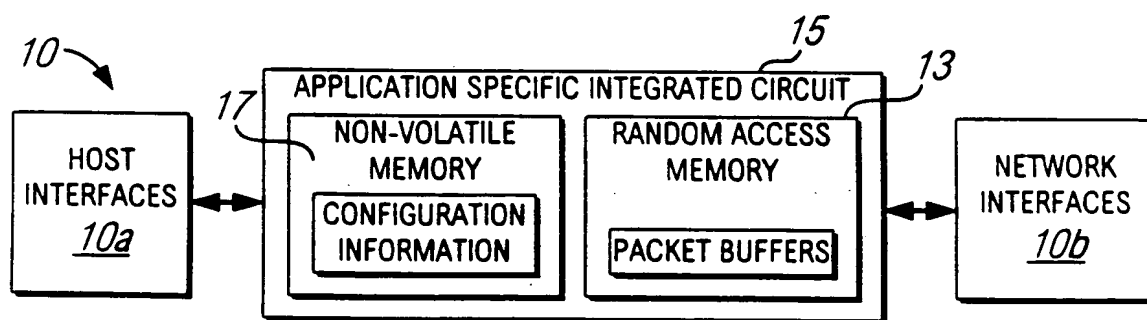 10
15
APPLICATION SPECIFIC INTEGRATED CIRCUIT
13
17
HOST
INTERFACES
10a
NON-VOLATILE
MEMORY
CONFIGURATION
INFORMATION
RANDOM ACCESS
MEMORY
PACKET BUFFERS
NETWORK
INTERFACES
10b